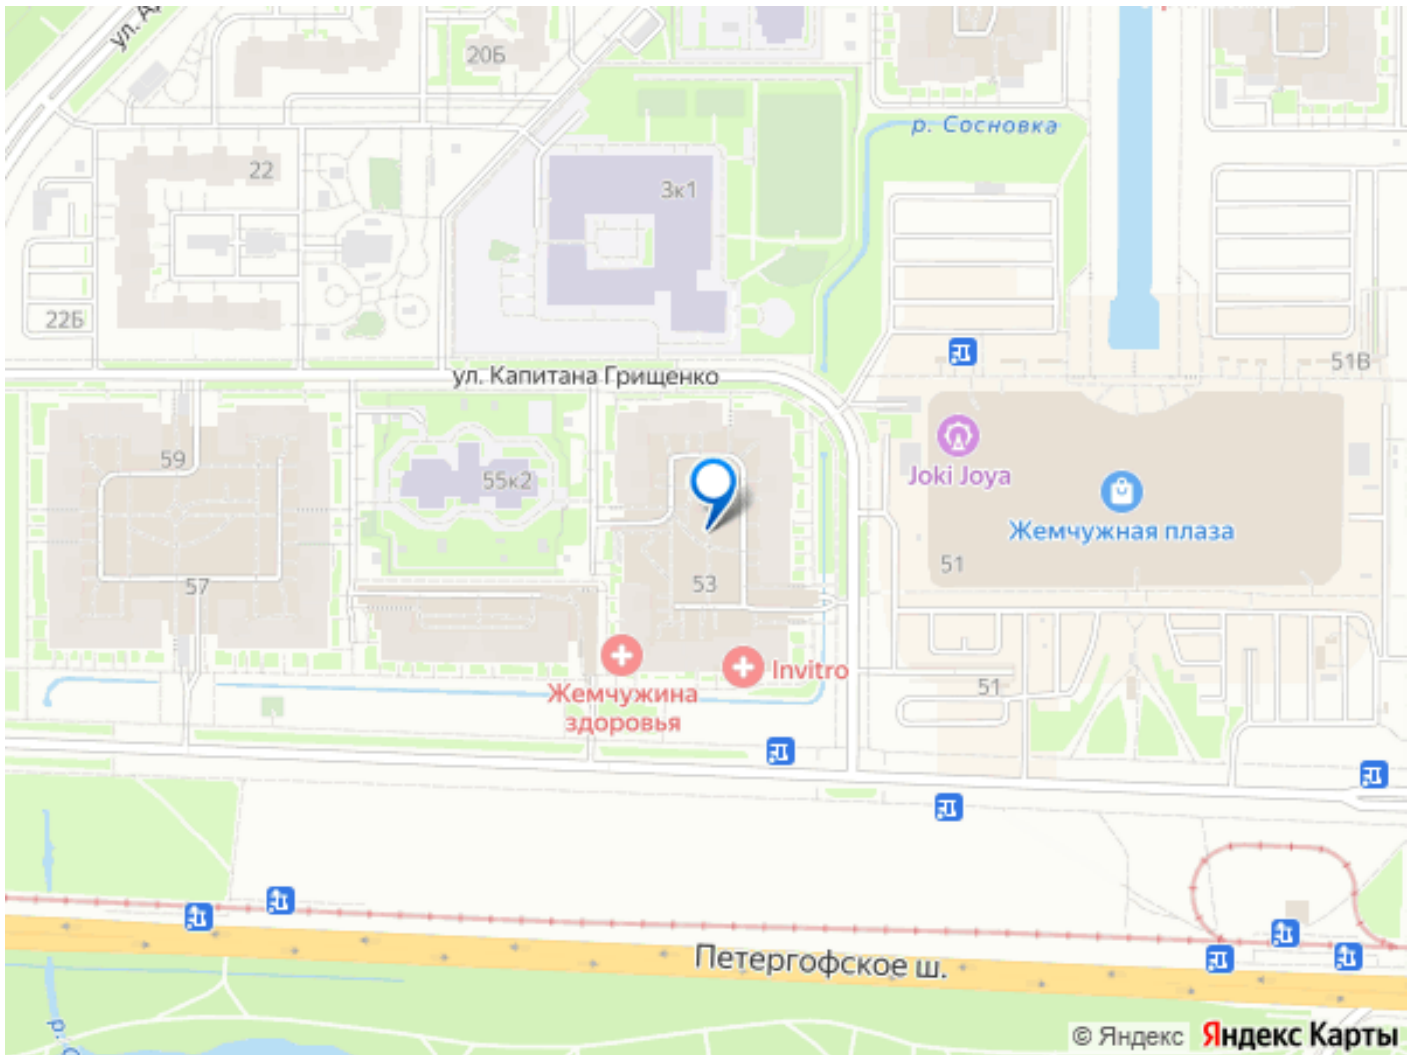 20Б
р. Сосновка
22
3к1
22Б
51В
ул. Капитана Грищенко
59
55к2
Joki Joya
Жемчужная плаза
51
57
53
Invitro
Жемчужина
здоровья
51
Петергофское ш.
© Яндекс Яндекс Карты